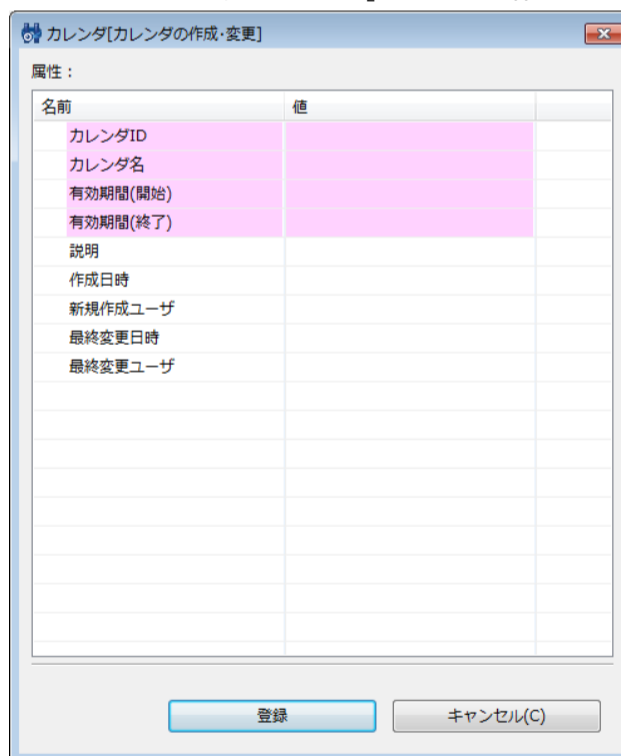 カレンダ[カレンダの作成・変更]
属性：
名前 値
カレンダID
カレンダ名
有効期間(開始)
有効期間(終了)
説明
作成日時
新規作成ユーザ
最終変更日時
最終変更ユーザ
登録 キャンセル(C)